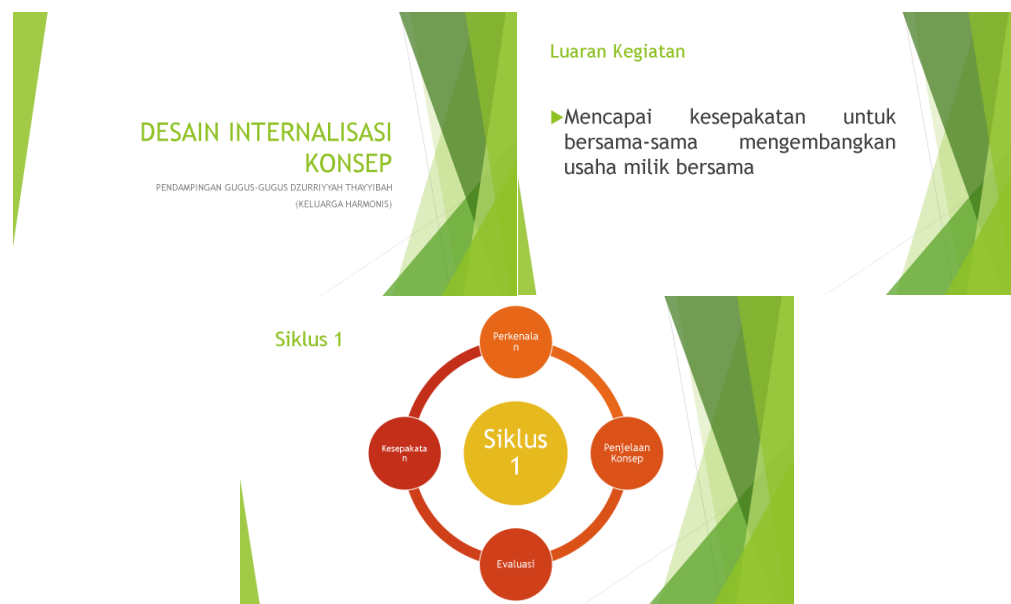 DESAIN INTERNALISASI
KONSEP
PENDAMPINGAN GUGUS-GUGUS DZURRIYYAH THAYYIBAH
(KELUARGA HARMONIS)
Luaran Kegiatan
Mencapai kesepakatan untuk
bersama-sama mengembangkan
usaha milik bersama
Siklus 1
Perkenala
n
Siklus
1
Kesepakata
n
Penjelaan
Konsep
Evaluasi